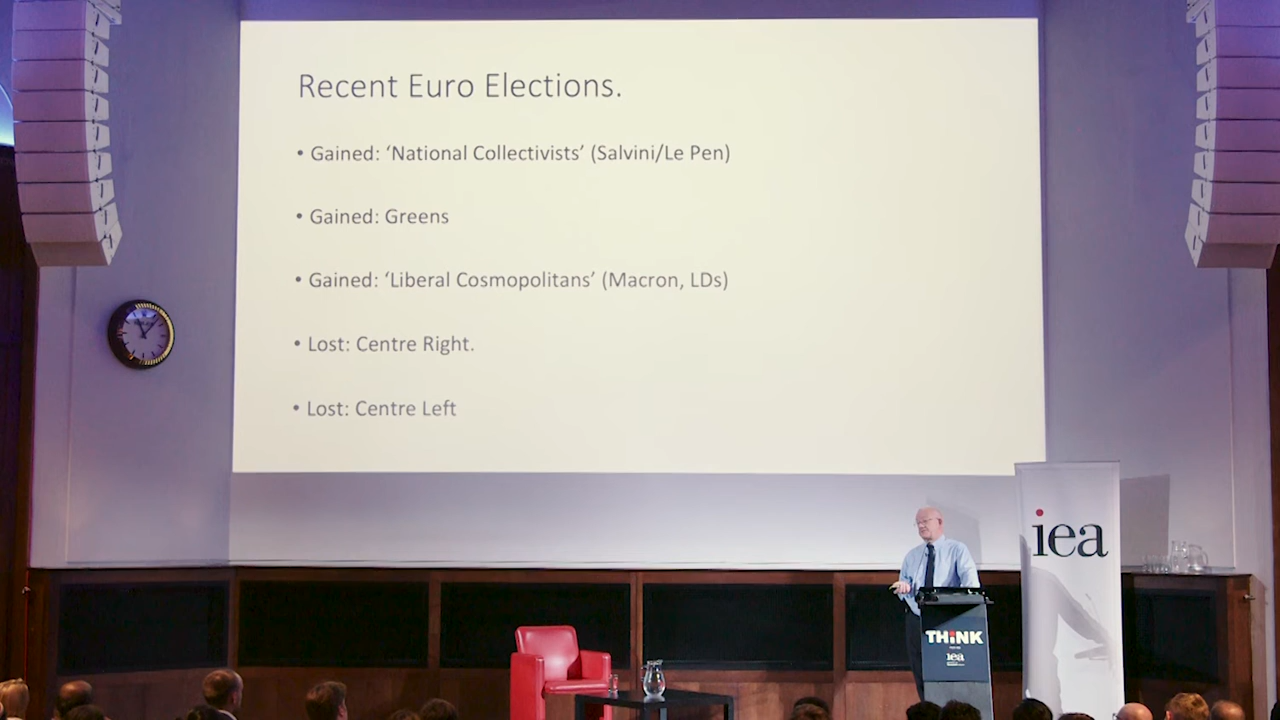 Recent Euro Elections.
• Gained: ‘National Collectivists’ (Salvini/Le Pen)
• Gained: Greens
• Gained: ‘Liberal Cosmopolitans’ (Macron, LDs)
• Lost: Centre Right.
• Lost: Centre Left
iea
THiNK
iea